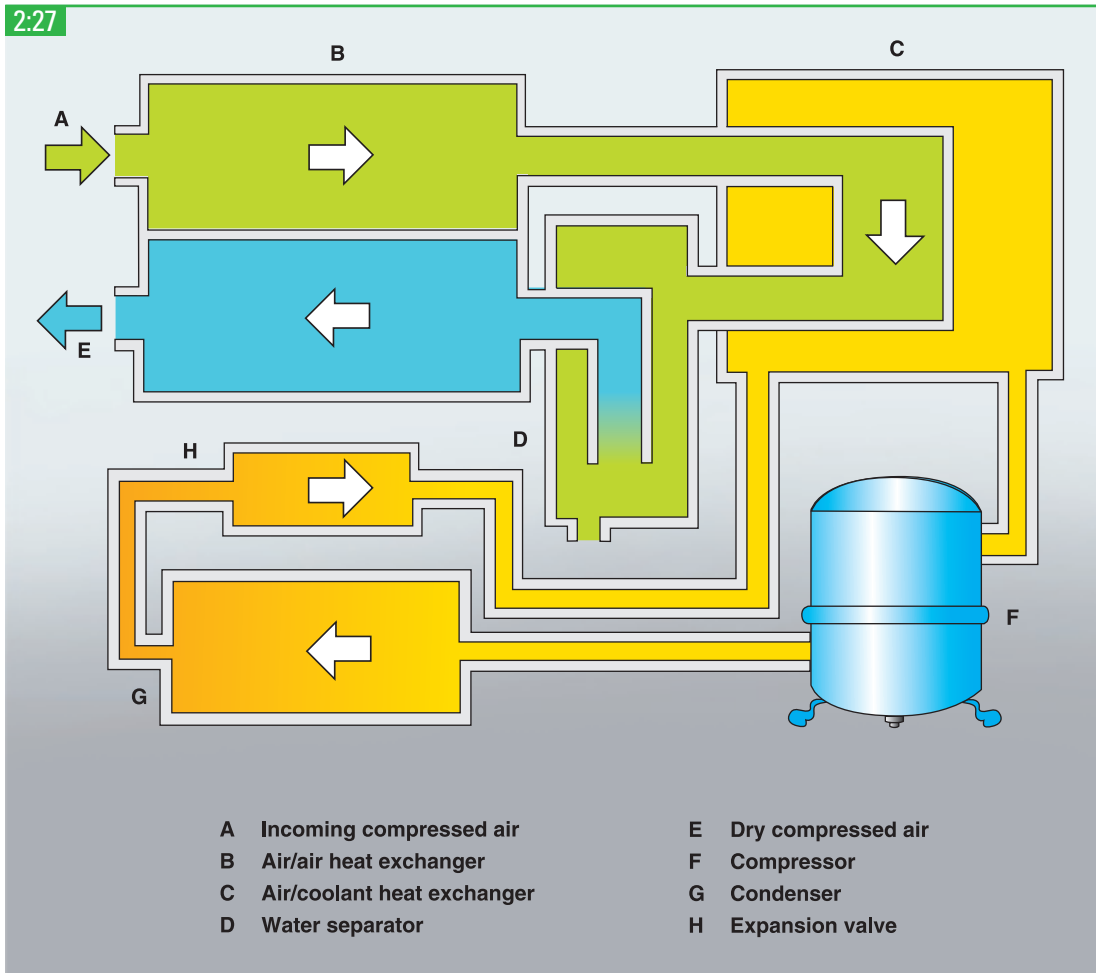 2:27
B
C
A
E
H
D
F
G
A Incoming compressed air
B Air/air heat exchanger
C Air/coolant heat exchanger
D Water separator
E Dry compressed air
F Compressor
G Condenser
H Expansion valve